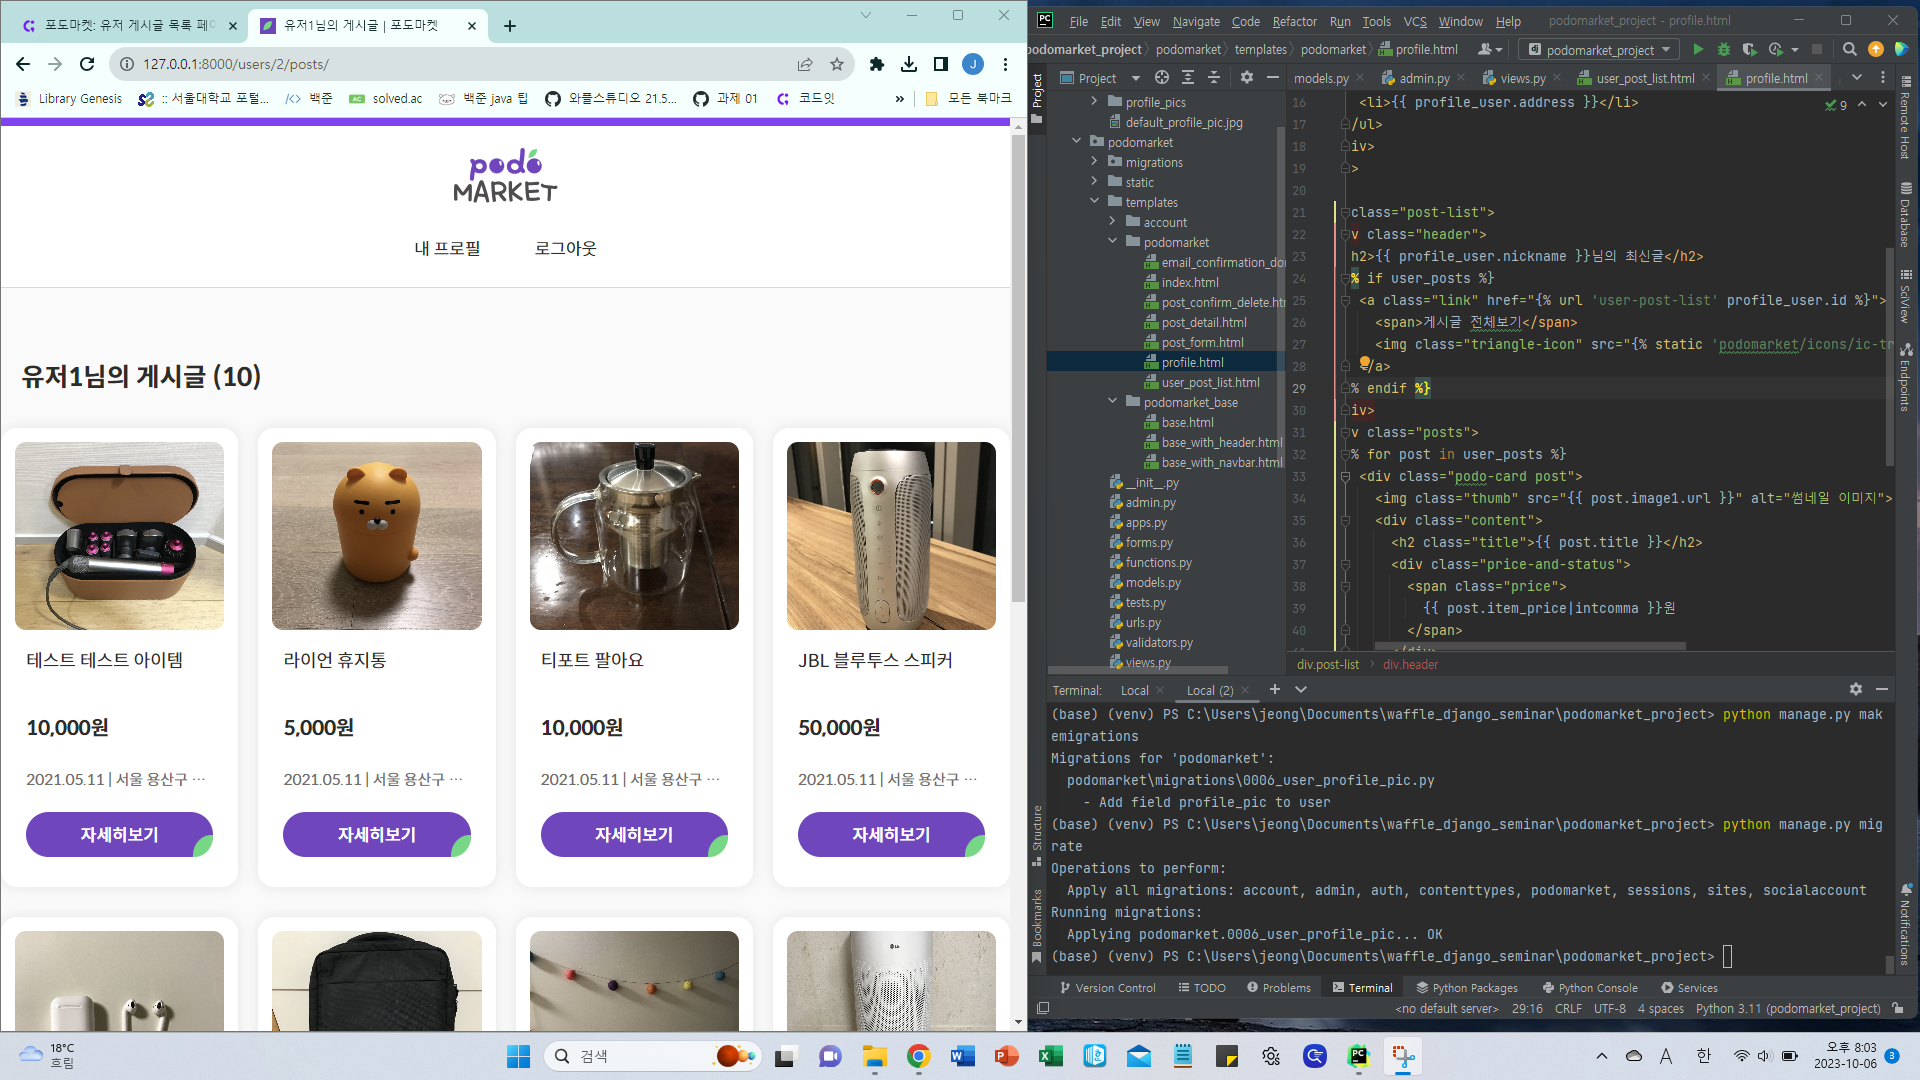 포도마켓: 유저 게시글 목록 페이
유저1님의 게시글 | 포도마켓
127.0.0.1:8000/users/2/posts/
J
Library Genesis
:: 서울대학교 포털...
백준
solved.ac
백준 java 팁
와플스튜디오 21.5...
과제 01
코드잇
»
모든 북마크
podo
MARKET
내 프로필
로그아웃
유저1님의 게시글 (10)
테스트 테스트 아이템
라이언 휴지통
티포트 팔아요
JBL 블루투스 스피커
10,000원
5,000원
10,000원
50,000원
2021.05.11 | 서울 용산구 ...
2021.05.11 | 서울 용산구 ...
2021.05.11 | 서울 용산구 ...
2021.05.11 | 서울 용산구 ...
자세히보기
자세히보기
자세히보기
자세히보기
File Edit View Navigate Code Refactor Run Tools VCS Window Help podomarket_project - profile.html
podomarket_project podomarket templates podomarket profile.html
podomarket_project
Project
models.py
admin.py
views.py
user_post_list.html
profile.html
Project
profile_pics
default_profile_pic.jpg
podomarket
migrations
static
templates
account
podomarket
email_confirmation_do
index.html
post_confirm_delete.ht
post_detail.html
post_form.html
profile.html
user_post_list.html
podomarket_base
base.html
base_with_header.html
base_with_navbar.html
__init__.py
admin.py
apps.py
forms.py
functions.py
models.py
tests.py
urls.py
validators.py
views.py
9
16 <li>{{ profile_user.address }}</li>
17 /ul>
18 iv>
19 >
20
21 class="post-list">
22 v class="header">
23 h2>{{ profile_user.nickname }}님의 최신글</h2>
24 % if user_posts %}
25 <a class="link" href="{% url 'user-post-list' profile_user.id %}">
26 <span>게시글 전체보기</span>
27 <img class="triangle-icon" src="{% static 'podomarket/icons/ic-tr
28 /a>
29 % endif %}
30 iv>
31 v class="posts">
32 % for post in user_posts %}
33 <div class="podo-card post">
34 <img class="thumb" src="{{ post.image1.url }}" alt="썸네일 이미지">
35 <div class="content">
36 <h2 class="title">{{ post.title }}</h2>
37 <div class="price-and-status">
38 <span class="price">
39 {{ post.item_price|intcomma }}원
40 </span>
div.post-list div.header
Remote Host
Database
SciView
Endpoints
Notifications
Structure
Bookmarks
Terminal: Local Local (2)
(base) (venv) PS C:\Users\jeong\Documents\waffle_django_seminar\podomarket_project> python manage.py mak
emigrations
Migrations for 'podomarket':
podomarket\migrations\0006_user_profile_pic.py
- Add field profile_pic to user
(base) (venv) PS C:\Users\jeong\Documents\waffle_django_seminar\podomarket_project> python manage.py mig
rate
Operations to perform:
Apply all migrations: account, admin, auth, contenttypes, podomarket, sessions, sites, socialaccount
Running migrations:
Applying podomarket.0006_user_profile_pic... OK
(base) (venv) PS C:\Users\jeong\Documents\waffle_django_seminar\podomarket_project>
Version Control TODO Problems Terminal Python Packages Python Console Services
<no default server> 29:16 CRLF UTF-8 4 spaces Python 3.11 (podomarket_project)
18°C
흐림
검색
A
한
오후 8:03
2023-10-06
3